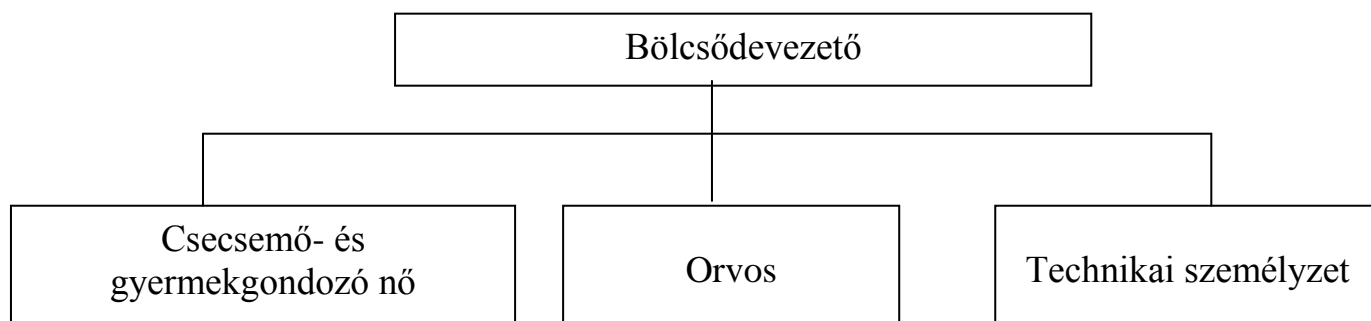 Bölcsődevezető
Csecsemő- és
gyermekgondozó nő
Orvos
Technikai személyzet